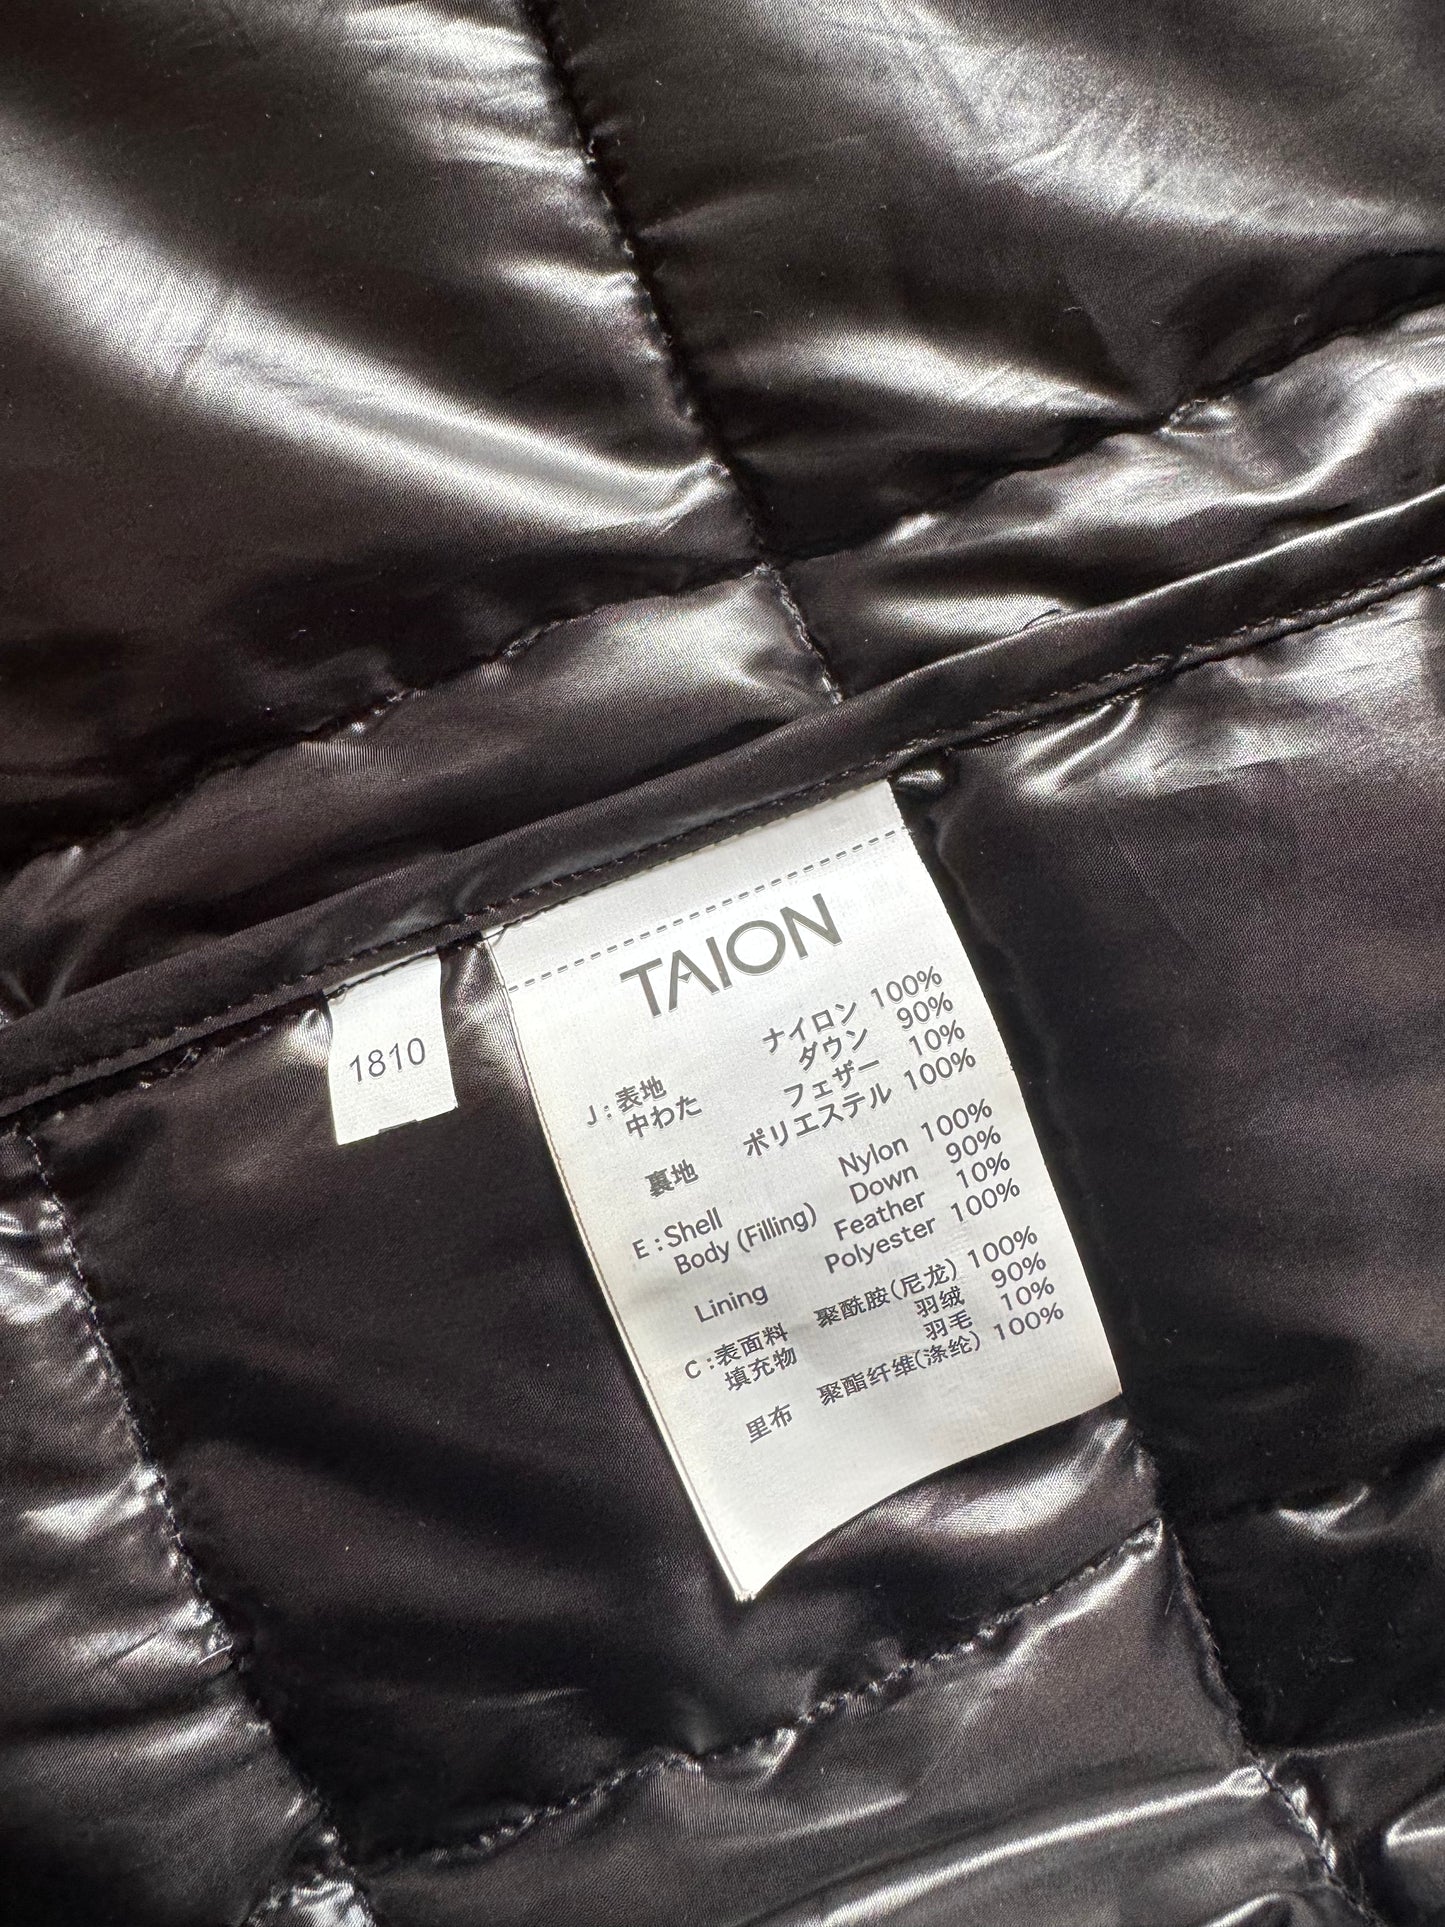 TAION
1810
J : 表地 ナイロン 100%
中わた ダウン 90%
フェザー 10%
裏地 ポリエステル 100%
E : Shell Nylon 100%
Body (Filling) Down 90%
Feather 10%
Lining Polyester 100%
C : 表面料 聚酰胺(尼龙) 100%
填充物 羽绒 90%
羽毛 10%
里布 聚酯纤维(涤纶) 100%